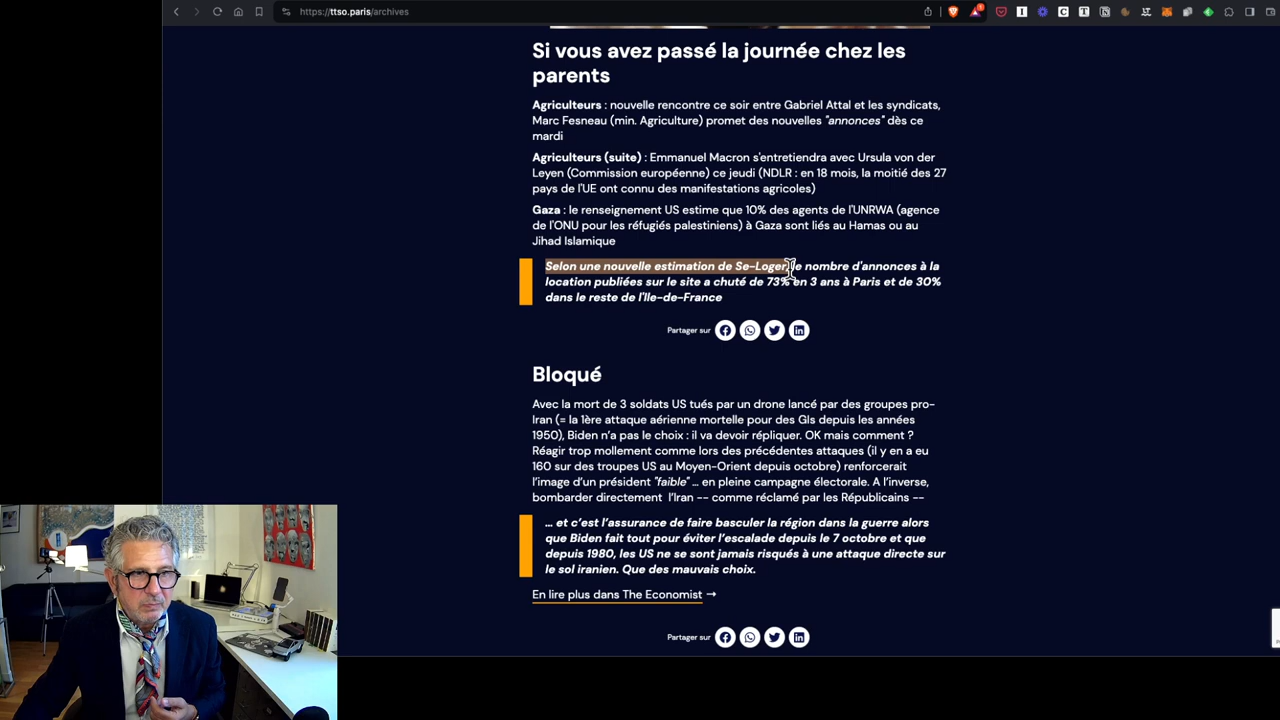 https://ttso.paris/archives
Si vous avez passé la journée chez les
parents
Agriculteurs : nouvelle rencontre ce soir entre Gabriel Attal et les syndicats,
Marc Fesneau (min. Agriculture) promet des nouvelles "annonces" dès ce
mardi
Agriculteurs (suite) : Emmanuel Macron s'entretiendra avec Ursula von der
Leyen (Commission européenne) ce jeudi (NDLR : en 18 mois, la moitié des 27
pays de l'UE ont connu des manifestations agricoles)
Gaza : le renseignement US estime que 10% des agents de l'UNRWA (agence
de l'ONU pour les réfugiés palestiniens) à Gaza sont liés au Hamas ou au
Jihad Islamique
Selon une nouvelle estimation de Se-Loger, le nombre d'annonces à la
location publiées sur le site a chuté de 73% en 3 ans à Paris et de 30%
dans le reste de l'Ile-de-France
Partager sur
Bloqué
Avec la mort de 3 soldats US tués par un drone lancé par des groupes pro-
Iran (= la 1ère attaque aérienne mortelle pour des GIs depuis les années
1950), Biden n’a pas le choix : il va devoir répliquer. OK mais comment ?
Réagir trop mollement comme lors des précédentes attaques (il y en a eu
160 sur des troupes US au Moyen-Orient depuis octobre) renforcerait
l’image d’un président "faible" … en pleine campagne électorale. A l’inverse,
bombarder directement l’Iran -- comme réclamé par les Républicains --
… et c’est l’assurance de faire basculer la région dans la guerre alors
que Biden fait tout pour éviter l’escalade depuis le 7 octobre et que
depuis 1980, les US ne se sont jamais risqués à une attaque directe sur
le sol iranien. Que des mauvais choix.
En lire plus dans The Economist →
Partager sur